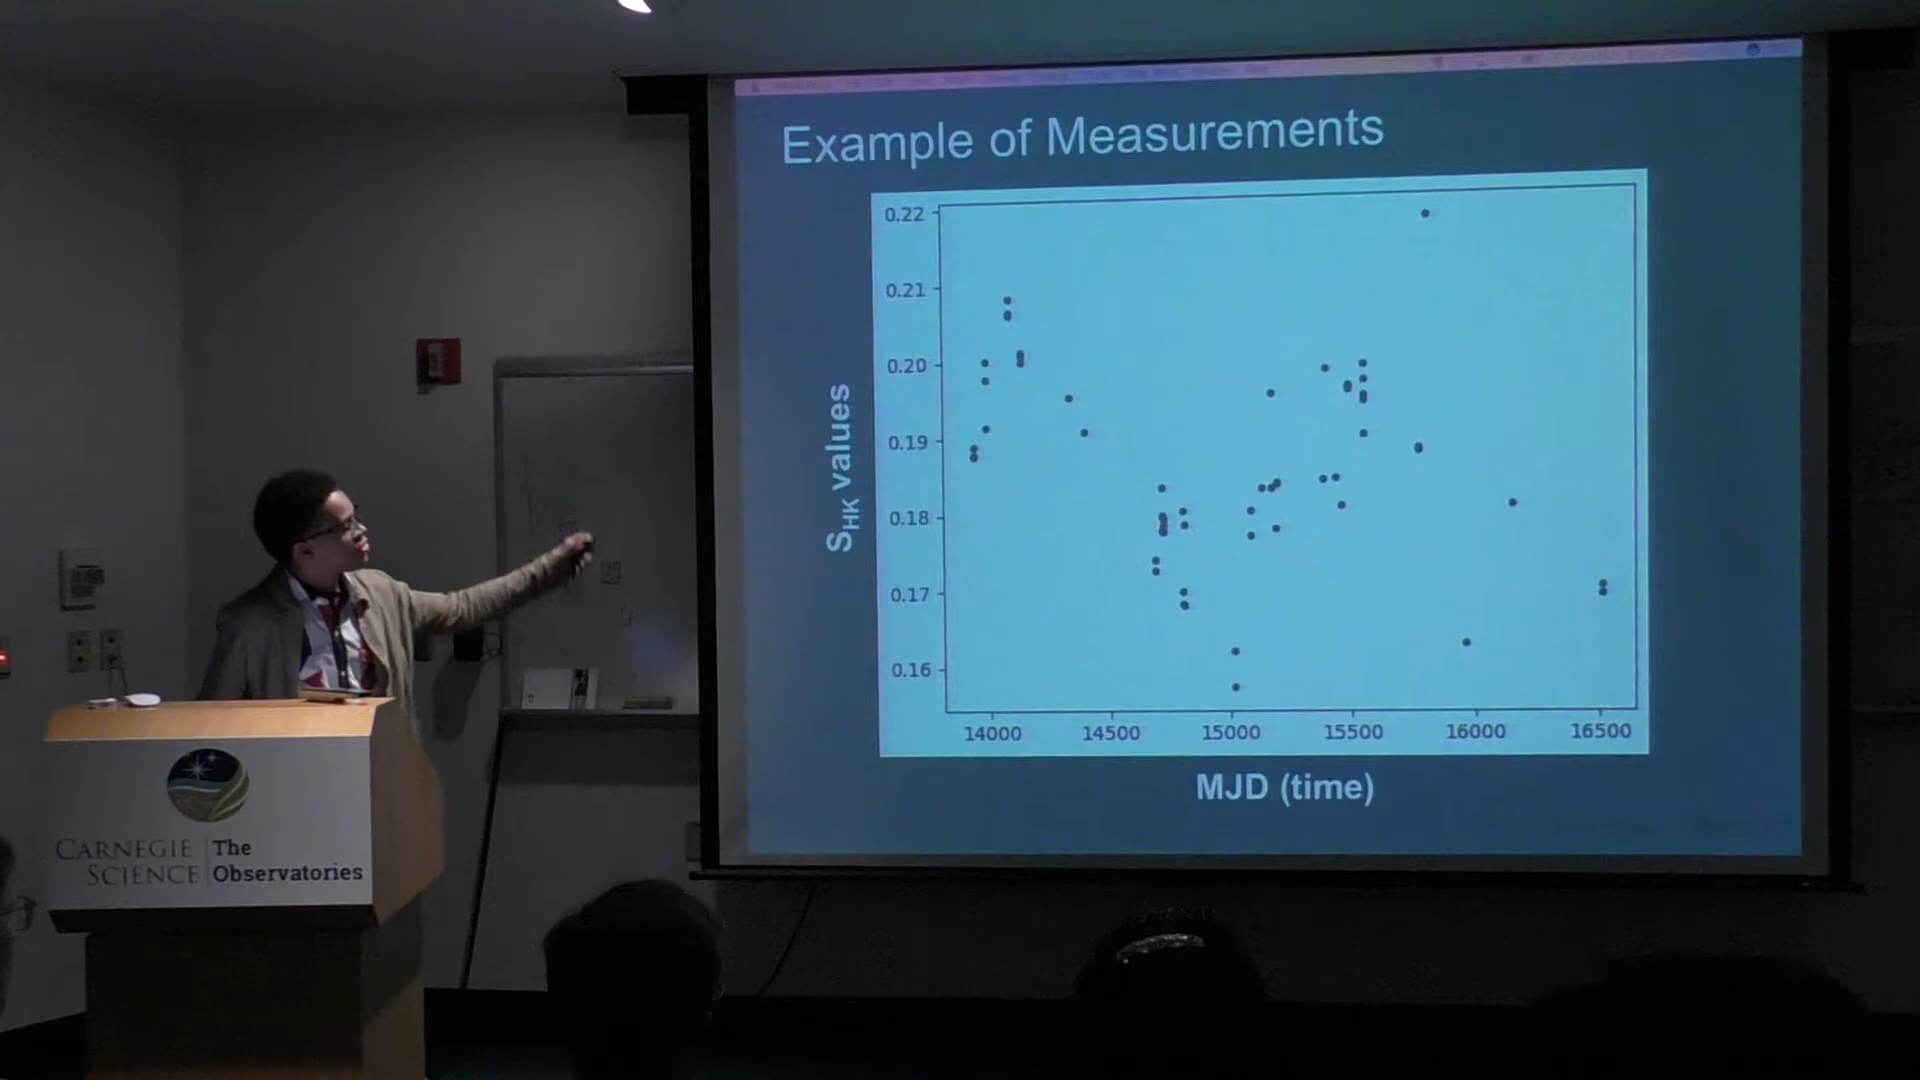 Example of Measurements
0.22
0.21
0.20
0.19
0.18
0.17
0.16
S_HK values
14000 14500 15000 15500 16000 16500
MJD (time)
CARNEGIE SCIENCE
The Observatories